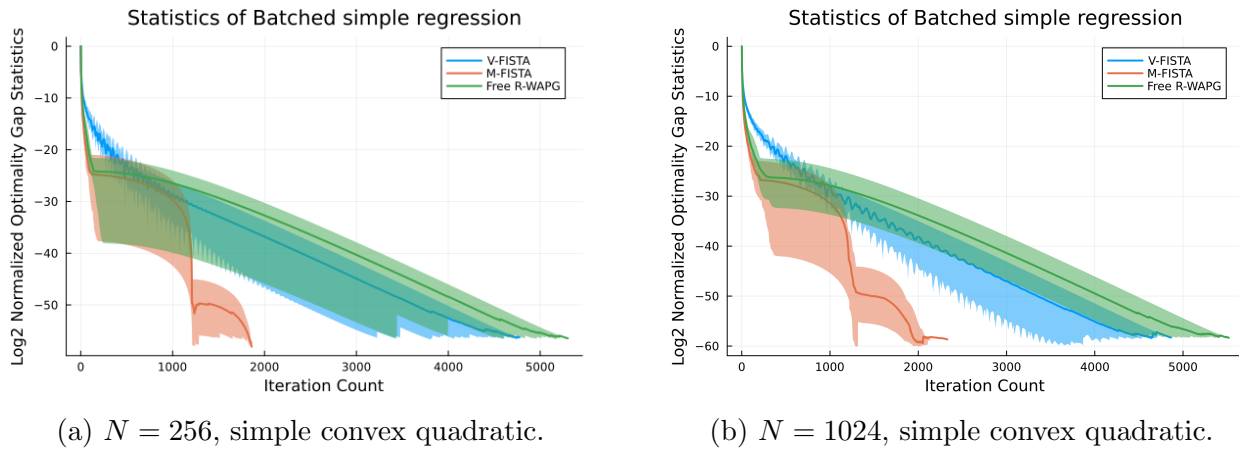 Statistics of Batched simple regression
Log2 Normalized Optimality Gap Statistics
0
−10
−20
−30
−40
−50
V-FISTA
M-FISTA
Free R-WAPG
0 1000 2000 3000 4000 5000
Iteration Count
(a) N = 256, simple convex quadratic.
Statistics of Batched simple regression
Log2 Normalized Optimality Gap Statistics
0
−10
−20
−30
−40
−50
−60
V-FISTA
M-FISTA
Free R-WAPG
0 1000 2000 3000 4000 5000
Iteration Count
(b) N = 1024, simple convex quadratic.